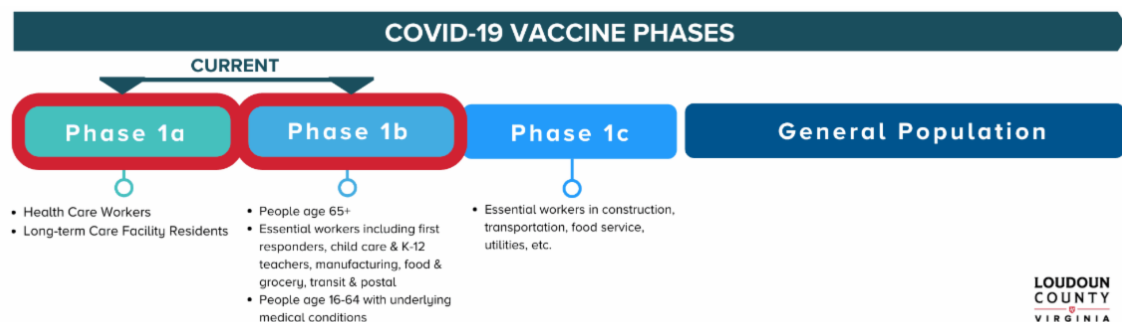 COVID-19 VACCINE PHASES
CURRENT
Phase 1a
Phase 1b
Phase 1c
General Population
• Health Care Workers
• Long-term Care Facility Residents
• People age 65+
• Essential workers including first
responders, child care & K-12
teachers, manufacturing, food &
grocery, transit & postal
• People age 16-64 with underlying
medical conditions
• Essential workers in construction,
transportation, food service,
utilities, etc.
LOUDOUN
COUNTY
VIRGINIA